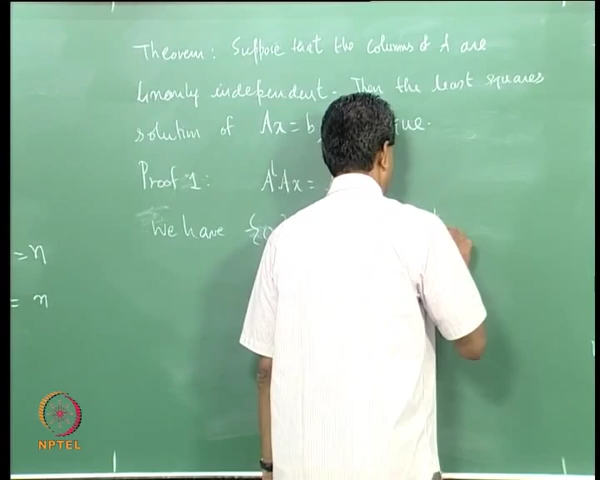 Theorem: Suppose that the columns of A are
linearly independent. Then the least squares
solution of Ax = b
Proof 1: AᵗAx =
We have
= n
= n
NPTEL